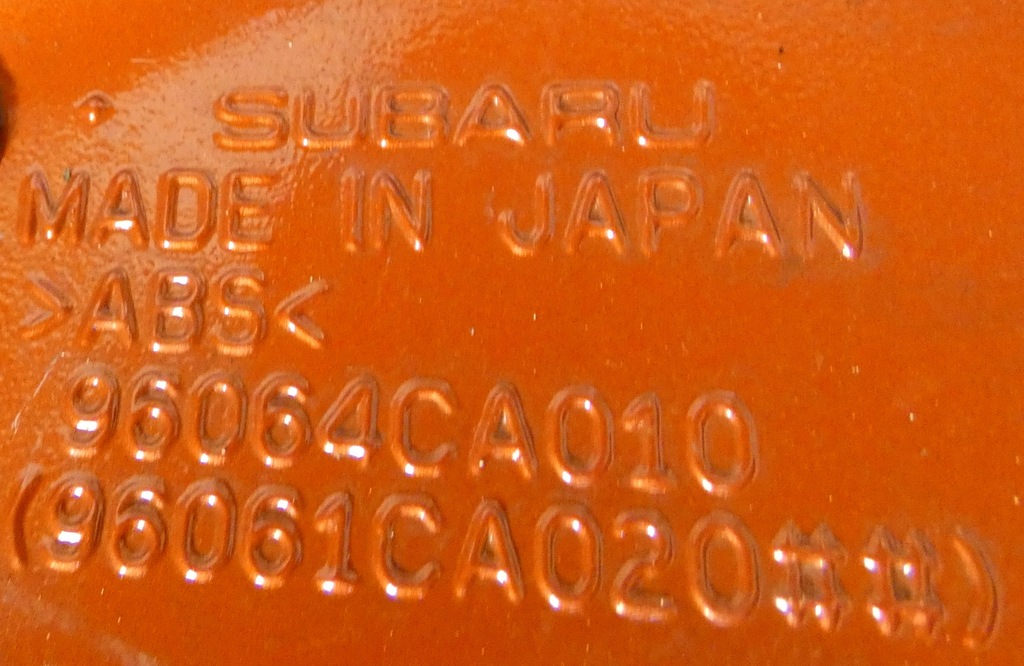 SUBARU
MADE IN JAPAN
>ABS<
96064CA010
(96061CA020##)